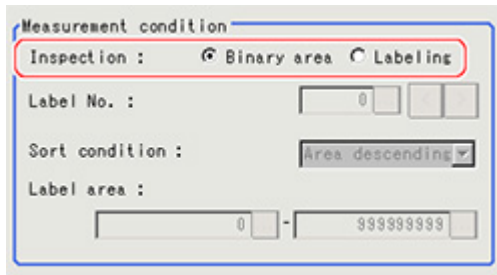 Measurement condition
Inspection : Binary area Labeling
Label No. : 0 ... < >
Sort condition : Area descending
Label area :
0 ... - 999999999 ...